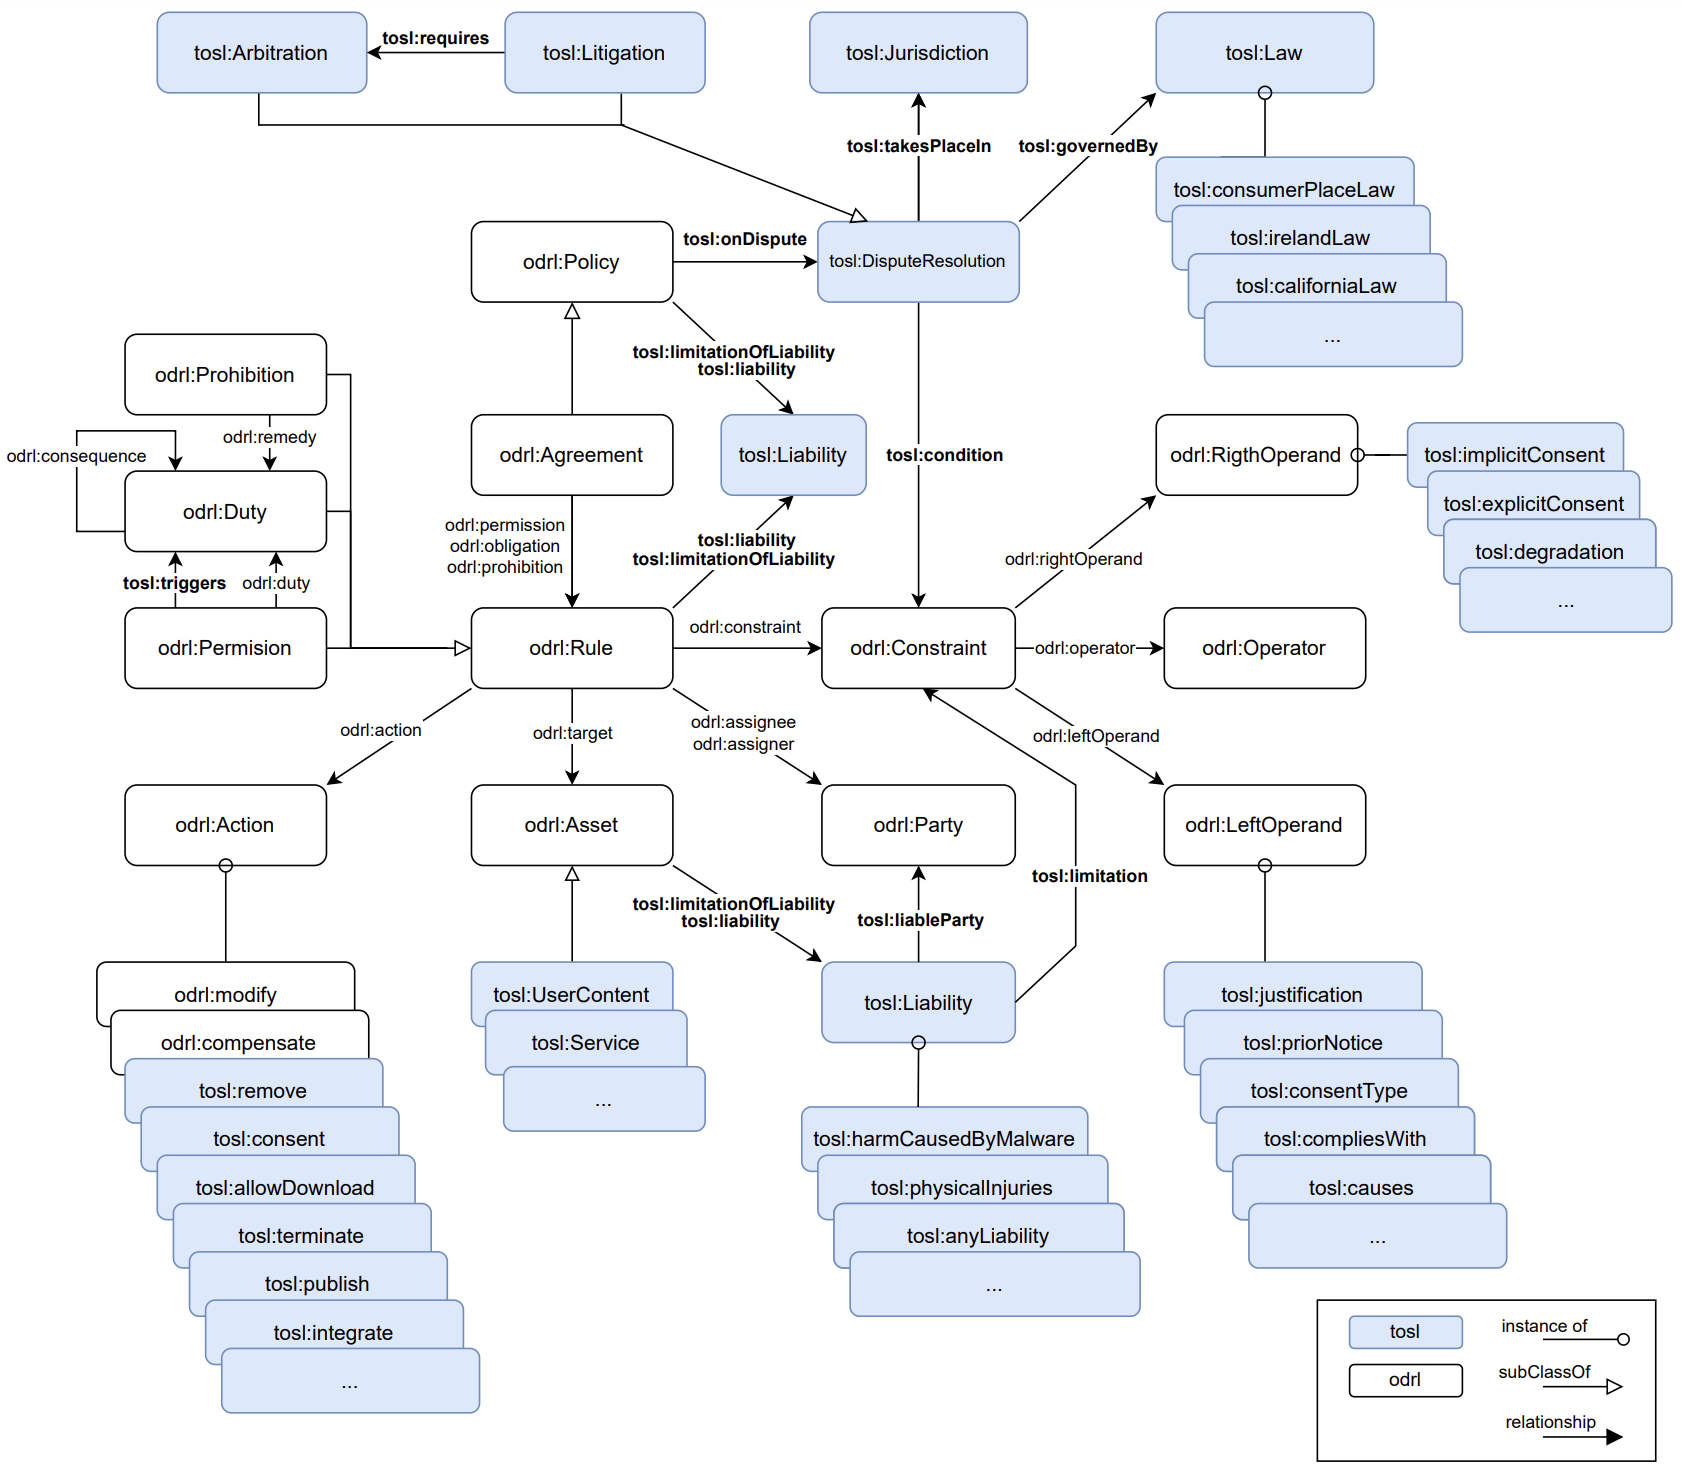 tosl:Arbitration
tosl:requires
tosl:Litigation
tosl:Jurisdiction
tosl:Law
tosl:takesPlaceIn
tosl:governedBy
tosl:consumerPlaceLaw
tosl:irelandLaw
tosl:californiaLaw
...
odrl:Policy
tosl:onDispute
tosl:DisputeResolution
tosl:limitationOfLiability
tosl:liability
odrl:Prohibition
odrl:remedy
odrl:consequence
odrl:Duty
tosl:triggers
odrl:duty
odrl:Permision
odrl:Agreement
odrl:permission
odrl:obligation
odrl:prohibition
tosl:Liability
tosl:liability
tosl:limitationOfLiability
tosl:condition
odrl:RigthOperand
tosl:implicitConsent
tosl:explicitConsent
tosl:degradation
...
odrl:rightOperand
odrl:Rule
odrl:constraint
odrl:Constraint
odrl:operator
odrl:Operator
odrl:action
odrl:target
odrl:assignee
odrl:assigner
odrl:leftOperand
odrl:Action
odrl:Asset
odrl:Party
odrl:LeftOperand
tosl:limitationOfLiability
tosl:liability
tosl:liableParty
tosl:limitation
odrl:modify
odrl:compensate
tosl:remove
tosl:consent
tosl:allowDownload
tosl:terminate
tosl:publish
tosl:integrate
...
tosl:UserContent
tosl:Service
...
tosl:Liability
tosl:harmCausedByMalware
tosl:physicalInjuries
tosl:anyLiability
...
tosl:justification
tosl:priorNotice
tosl:consentType
tosl:compliesWith
tosl:causes
...
tosl
instance of
odrl
subClassOf
relationship